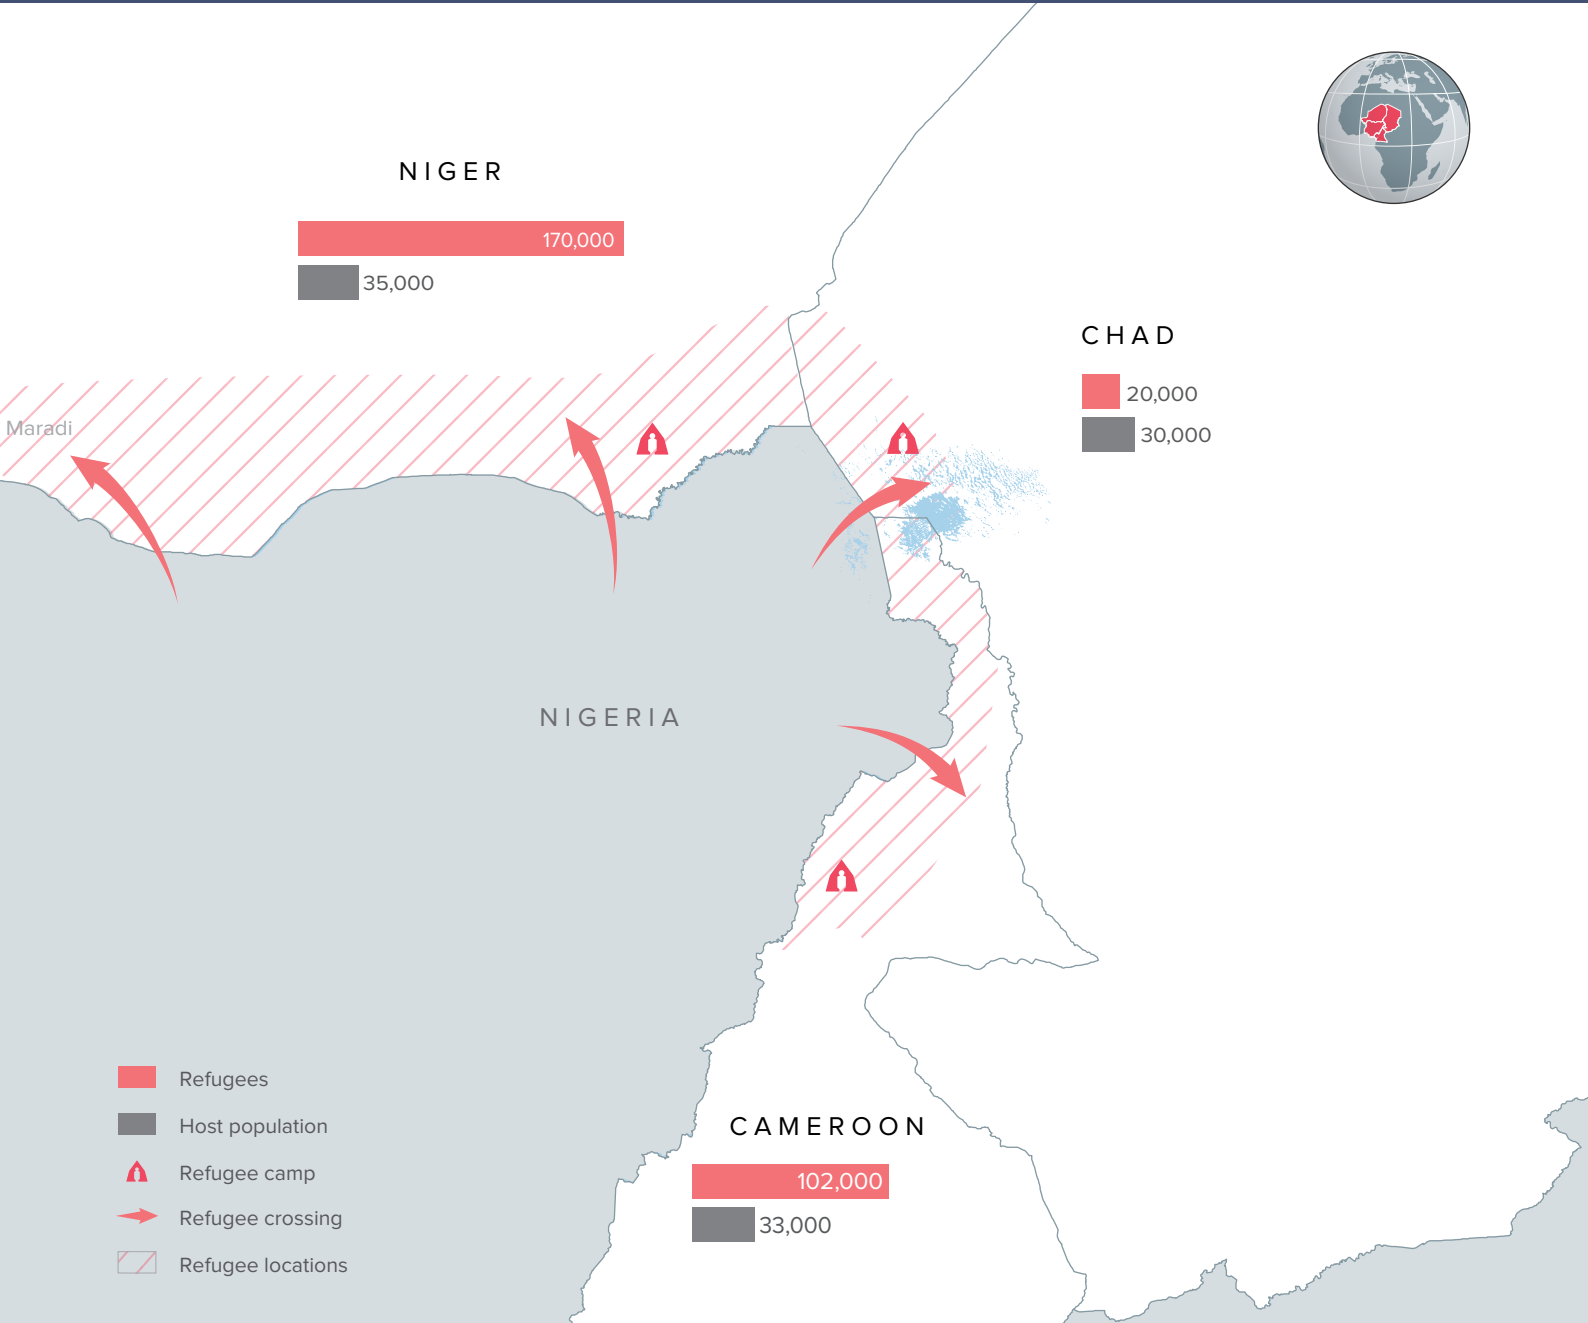 NIGER
170,000
35,000
CHAD
20,000
30,000
Maradi
NIGERIA
CAMEROON
102,000
33,000
Refugees
Host population
Refugee camp
Refugee crossing
Refugee locations